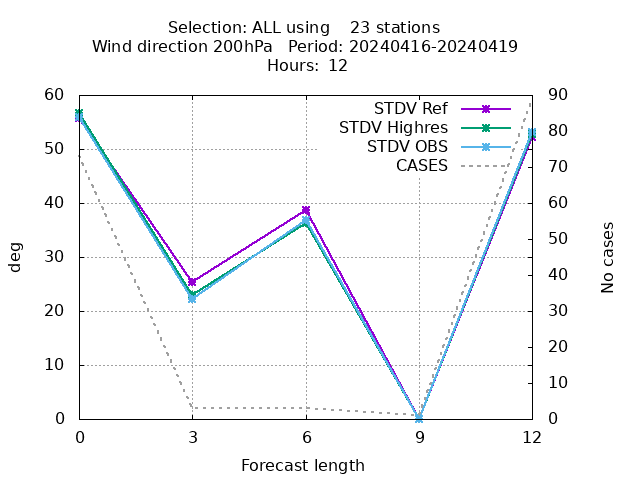 Selection: ALL using    23 stations
Wind direction 200hPa   Period: 20240416-20240419
Hours: 12
60
50
40
30
20
10
0
90
80
70
60
50
40
30
20
10
0
STDV Ref
STDV Highres
STDV OBS
CASES
deg
No cases
0 3 6 9 12
Forecast length